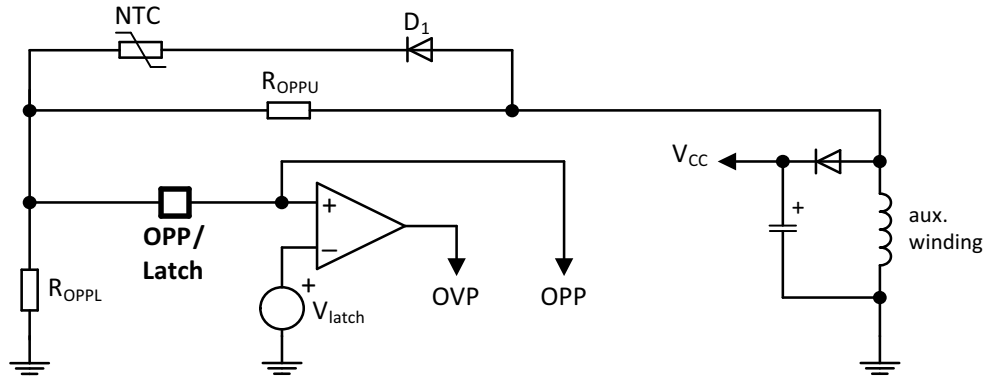 NTC
D1
ROPPU
VCC
+
aux.
winding
+
–
OPP/
Latch
ROPPL
+
Vlatch
OVP
OPP